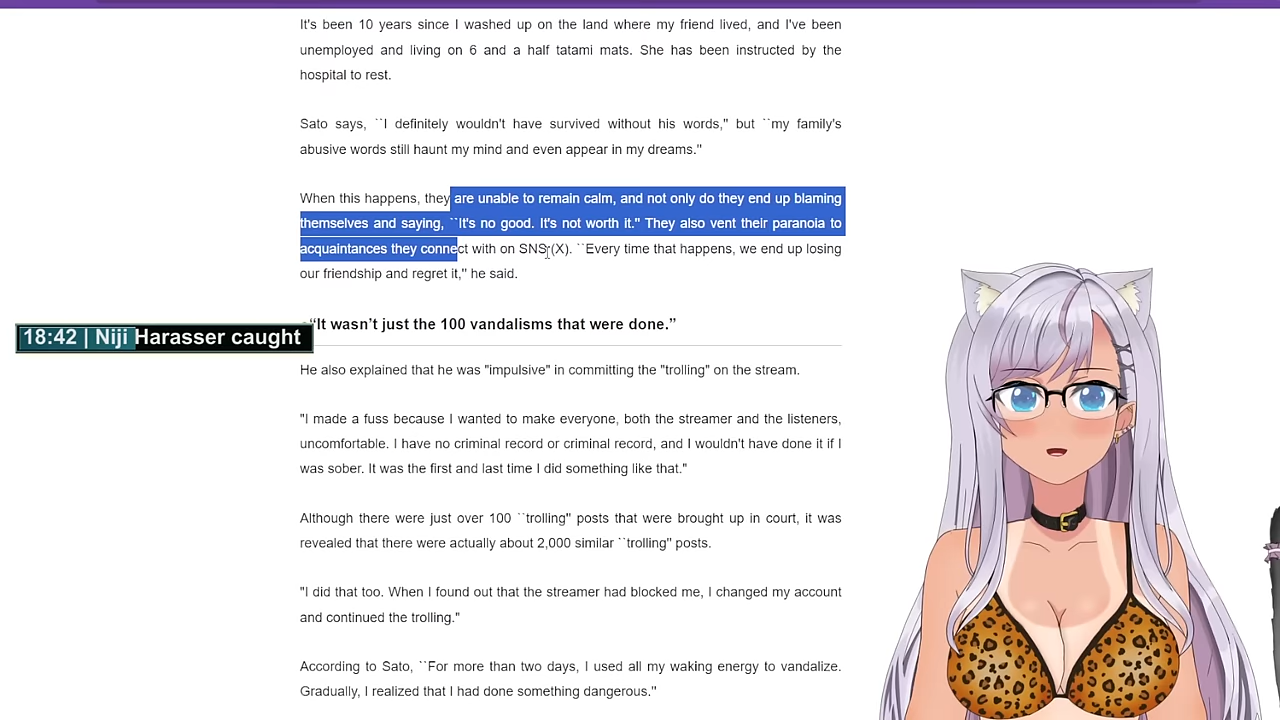 It's been 10 years since I washed up on the land where my friend lived, and I've been
unemployed and living on 6 and a half tatami mats. She has been instructed by the
hospital to rest.
Sato says, ``I definitely wouldn't have survived without his words,'' but ``my family's
abusive words still haunt my mind and even appear in my dreams.''
When this happens, they are unable to remain calm, and not only do they end up blaming
themselves and saying, ``It's no good. It's not worth it.'' They also vent their paranoia to
acquaintances they connect with on SNS (X). ``Every time that happens, we end up losing
our friendship and regret it,'' he said.
“It wasn’t just the 100 vandalisms that were done.”
18:42 | Niji Harasser caught
He also explained that he was "impulsive" in committing the "trolling" on the stream.
"I made a fuss because I wanted to make everyone, both the streamer and the listeners,
uncomfortable. I have no criminal record or criminal record, and I wouldn't have done it if I
was sober. It was the first and last time I did something like that."
Although there were just over 100 ``trolling'' posts that were brought up in court, it was
revealed that there were actually about 2,000 similar ``trolling'' posts.
"I did that too. When I found out that the streamer had blocked me, I changed my account
and continued the trolling."
According to Sato, ``For more than two days, I used all my waking energy to vandalize.
Gradually, I realized that I had done something dangerous.''